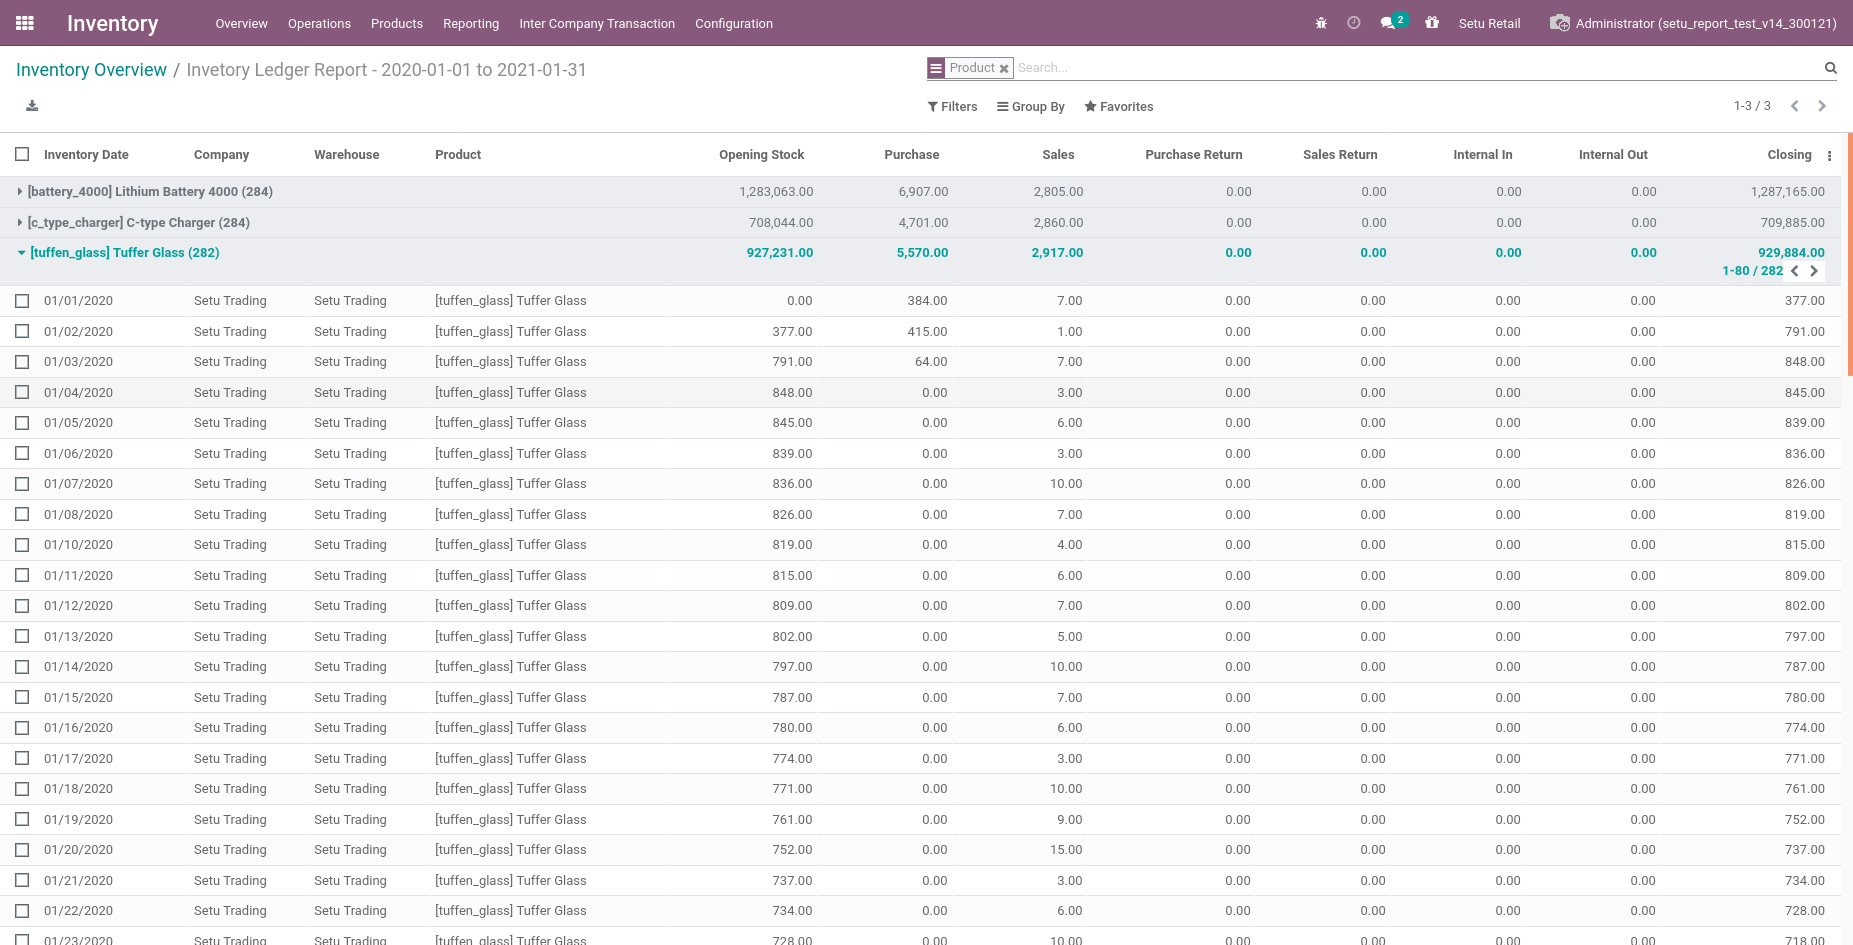 Inventory Overview Operations Products Reporting Inter Company Transaction Configuration 2 Setu Retail Administrator (setu_report_test_v14_300121)
Inventory Overview / Invetory Ledger Report - 2020-01-01 to 2021-01-31 Product Search...
Filters Group By Favorites 1-3 / 3
Inventory Date Company Warehouse Product Opening Stock Purchase Sales Purchase Return Sales Return Internal In Internal Out Closing
[battery_4000] Lithium Battery 4000 (284) 1,283,063.00 6,907.00 2,805.00 0.00 0.00 0.00 0.00 1,287,165.00
[c_type_charger] C-type Charger (284) 708,044.00 4,701.00 2,860.00 0.00 0.00 0.00 0.00 709,885.00
[tuffen_glass] Tuffer Glass (282) 927,231.00 5,570.00 2,917.00 0.00 0.00 0.00 0.00 929,884.00
1-80 / 282
01/01/2020 Setu Trading Setu Trading [tuffen_glass] Tuffer Glass 0.00 384.00 7.00 0.00 0.00 0.00 0.00 377.00
01/02/2020 Setu Trading Setu Trading [tuffen_glass] Tuffer Glass 377.00 415.00 1.00 0.00 0.00 0.00 0.00 791.00
01/03/2020 Setu Trading Setu Trading [tuffen_glass] Tuffer Glass 791.00 64.00 7.00 0.00 0.00 0.00 0.00 848.00
01/04/2020 Setu Trading Setu Trading [tuffen_glass] Tuffer Glass 848.00 0.00 3.00 0.00 0.00 0.00 0.00 845.00
01/05/2020 Setu Trading Setu Trading [tuffen_glass] Tuffer Glass 845.00 0.00 6.00 0.00 0.00 0.00 0.00 839.00
01/06/2020 Setu Trading Setu Trading [tuffen_glass] Tuffer Glass 839.00 0.00 3.00 0.00 0.00 0.00 0.00 836.00
01/07/2020 Setu Trading Setu Trading [tuffen_glass] Tuffer Glass 836.00 0.00 10.00 0.00 0.00 0.00 0.00 826.00
01/08/2020 Setu Trading Setu Trading [tuffen_glass] Tuffer Glass 826.00 0.00 7.00 0.00 0.00 0.00 0.00 819.00
01/10/2020 Setu Trading Setu Trading [tuffen_glass] Tuffer Glass 819.00 0.00 4.00 0.00 0.00 0.00 0.00 815.00
01/11/2020 Setu Trading Setu Trading [tuffen_glass] Tuffer Glass 815.00 0.00 6.00 0.00 0.00 0.00 0.00 809.00
01/12/2020 Setu Trading Setu Trading [tuffen_glass] Tuffer Glass 809.00 0.00 7.00 0.00 0.00 0.00 0.00 802.00
01/13/2020 Setu Trading Setu Trading [tuffen_glass] Tuffer Glass 802.00 0.00 5.00 0.00 0.00 0.00 0.00 797.00
01/14/2020 Setu Trading Setu Trading [tuffen_glass] Tuffer Glass 797.00 0.00 10.00 0.00 0.00 0.00 0.00 787.00
01/15/2020 Setu Trading Setu Trading [tuffen_glass] Tuffer Glass 787.00 0.00 7.00 0.00 0.00 0.00 0.00 780.00
01/16/2020 Setu Trading Setu Trading [tuffen_glass] Tuffer Glass 780.00 0.00 6.00 0.00 0.00 0.00 0.00 774.00
01/17/2020 Setu Trading Setu Trading [tuffen_glass] Tuffer Glass 774.00 0.00 3.00 0.00 0.00 0.00 0.00 771.00
01/18/2020 Setu Trading Setu Trading [tuffen_glass] Tuffer Glass 771.00 0.00 10.00 0.00 0.00 0.00 0.00 761.00
01/19/2020 Setu Trading Setu Trading [tuffen_glass] Tuffer Glass 761.00 0.00 9.00 0.00 0.00 0.00 0.00 752.00
01/20/2020 Setu Trading Setu Trading [tuffen_glass] Tuffer Glass 752.00 0.00 15.00 0.00 0.00 0.00 0.00 737.00
01/21/2020 Setu Trading Setu Trading [tuffen_glass] Tuffer Glass 737.00 0.00 3.00 0.00 0.00 0.00 0.00 734.00
01/22/2020 Setu Trading Setu Trading [tuffen_glass] Tuffer Glass 734.00 0.00 6.00 0.00 0.00 0.00 0.00 728.00
01/23/2020 Setu Trading Setu Trading [tuffen_glass] Tuffer Glass 728.00 0.00 10.00 0.00 0.00 0.00 0.00 718.00